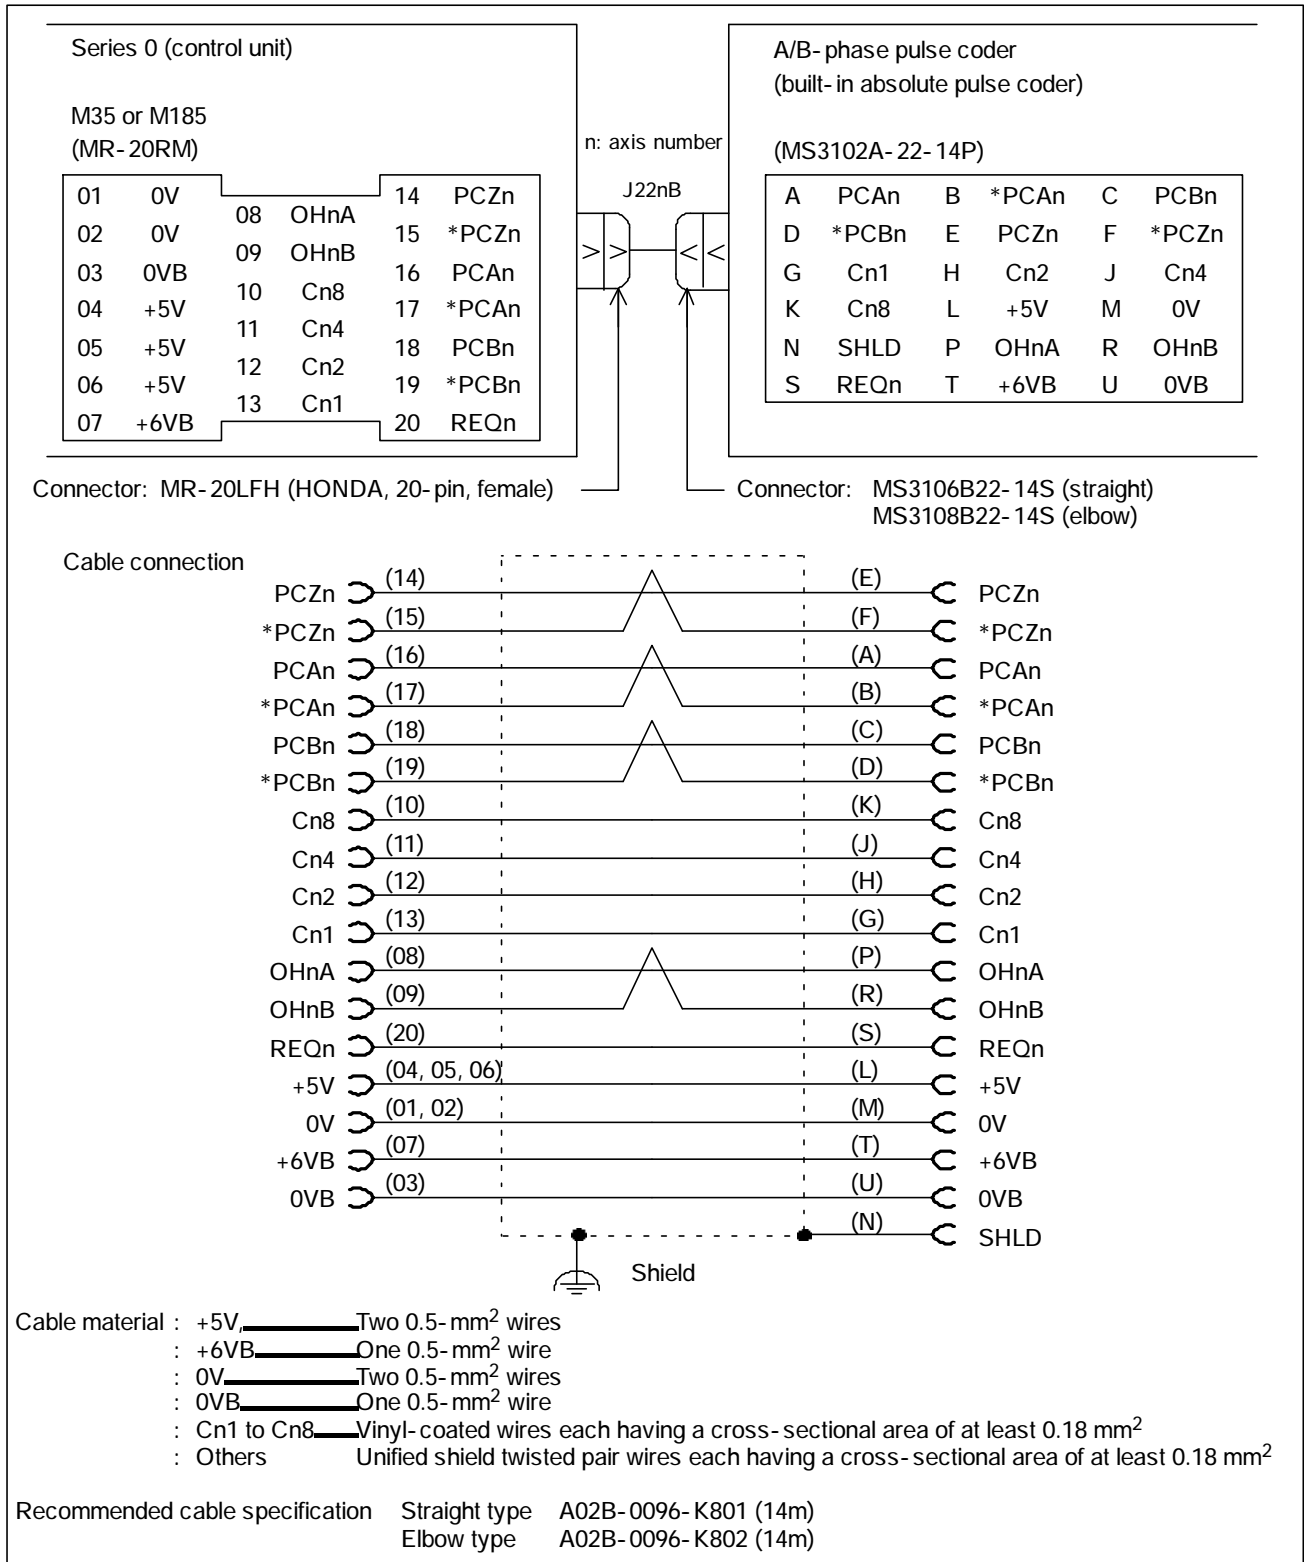 Series 0 (control unit)
M35 or M185
(MR-20RM)
01 0V 14 PCZn
08 OHnA
02 0V 15 *PCZn
09 OHnB
03 0VB 16 PCAn
10 Cn8
04 +5V 17 *PCAn
11 Cn4
05 +5V 18 PCBn
12 Cn2
06 +5V 19 *PCBn
13 Cn1
07 +6VB 20 REQn
n: axis number
J22nB
> > < <
A/B-phase pulse coder
(built-in absolute pulse coder)
(MS3102A-22-14P)
A PCAn B *PCAn C PCBn
D *PCBn E PCZn F *PCZn
G Cn1 H Cn2 J Cn4
K Cn8 L +5V M 0V
N SHLD P OHnA R OHnB
S REQn T +6VB U 0VB
Connector: MR-20LFH (HONDA, 20-pin, female)
Connector: MS3106B22-14S (straight)
MS3108B22-14S (elbow)
Cable connection
PCZn (14) (E) PCZn
*PCZn (15) (F) *PCZn
PCAn (16) (A) PCAn
*PCAn (17) (B) *PCAn
PCBn (18) (C) PCBn
*PCBn (19) (D) *PCBn
Cn8 (10) (K) Cn8
Cn4 (11) (J) Cn4
Cn2 (12) (H) Cn2
Cn1 (13) (G) Cn1
OHnA (08) (P) OHnA
OHnB (09) (R) OHnB
REQn (20) (S) REQn
+5V (04, 05, 06) (L) +5V
0V (01, 02) (M) 0V
+6VB (07) (T) +6VB
0VB (03) (U) 0VB
(N) SHLD
Shield
Cable material : +5V, Two 0.5-mm² wires
: +6VB One 0.5-mm² wire
: 0V Two 0.5-mm² wires
: 0VB One 0.5-mm² wire
: Cn1 to Cn8 Vinyl-coated wires each having a cross-sectional area of at least 0.18 mm²
: Others Unified shield twisted pair wires each having a cross-sectional area of at least 0.18 mm²
Recommended cable specification Straight type A02B-0096-K801 (14m)
Elbow type A02B-0096-K802 (14m)